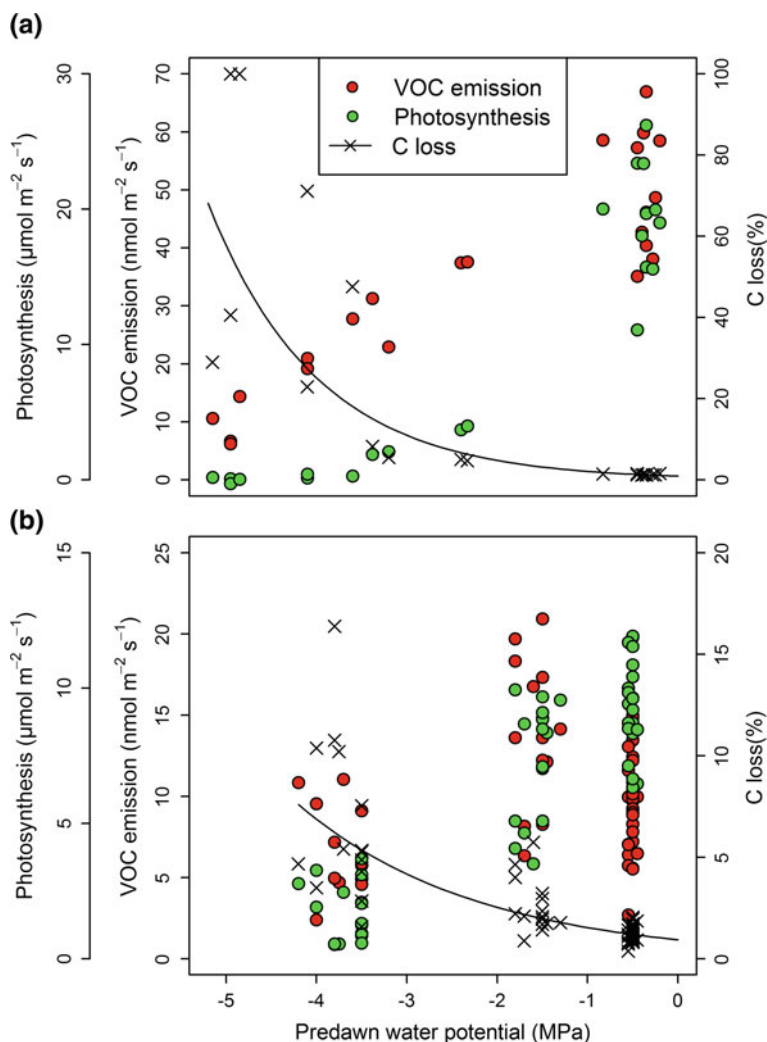 (a)
VOC emission
Photosynthesis
C loss
Photosynthesis (μmol m⁻² s⁻¹)
0 10 20 30
VOC emission (nmol m⁻² s⁻¹)
0 10 20 30 40 50 60 70
C loss(%)
0 20 40 60 80 100
(b)
Photosynthesis (μmol m⁻² s⁻¹)
0 5 10 15
VOC emission (nmol m⁻² s⁻¹)
0 5 10 15 20 25
C loss(%)
0 5 10 15 20
-5 -4 -3 -2 -1 0
Predawn water potential (MPa)